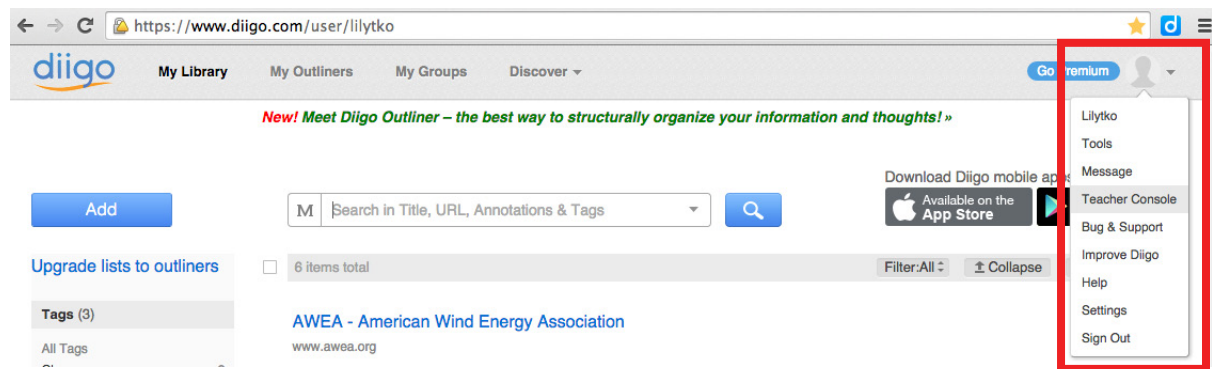 https://www.diigo.com/user/lilytko
diigo My Library My Outliners My Groups Discover Go Premium
New! Meet Diigo Outliner – the best way to structurally organize your information and thoughts! »
Lilytko
Tools
Message
Teacher Console
Bug & Support
Improve Diigo
Help
Settings
Sign Out
Download Diigo mobile apps
Add M Search in Title, URL, Annotations & Tags Available on the
App Store
Upgrade lists to outliners 6 items total Filter:All Collapse
Tags (3)
AWEA - American Wind Energy Association
All Tags www.awea.org